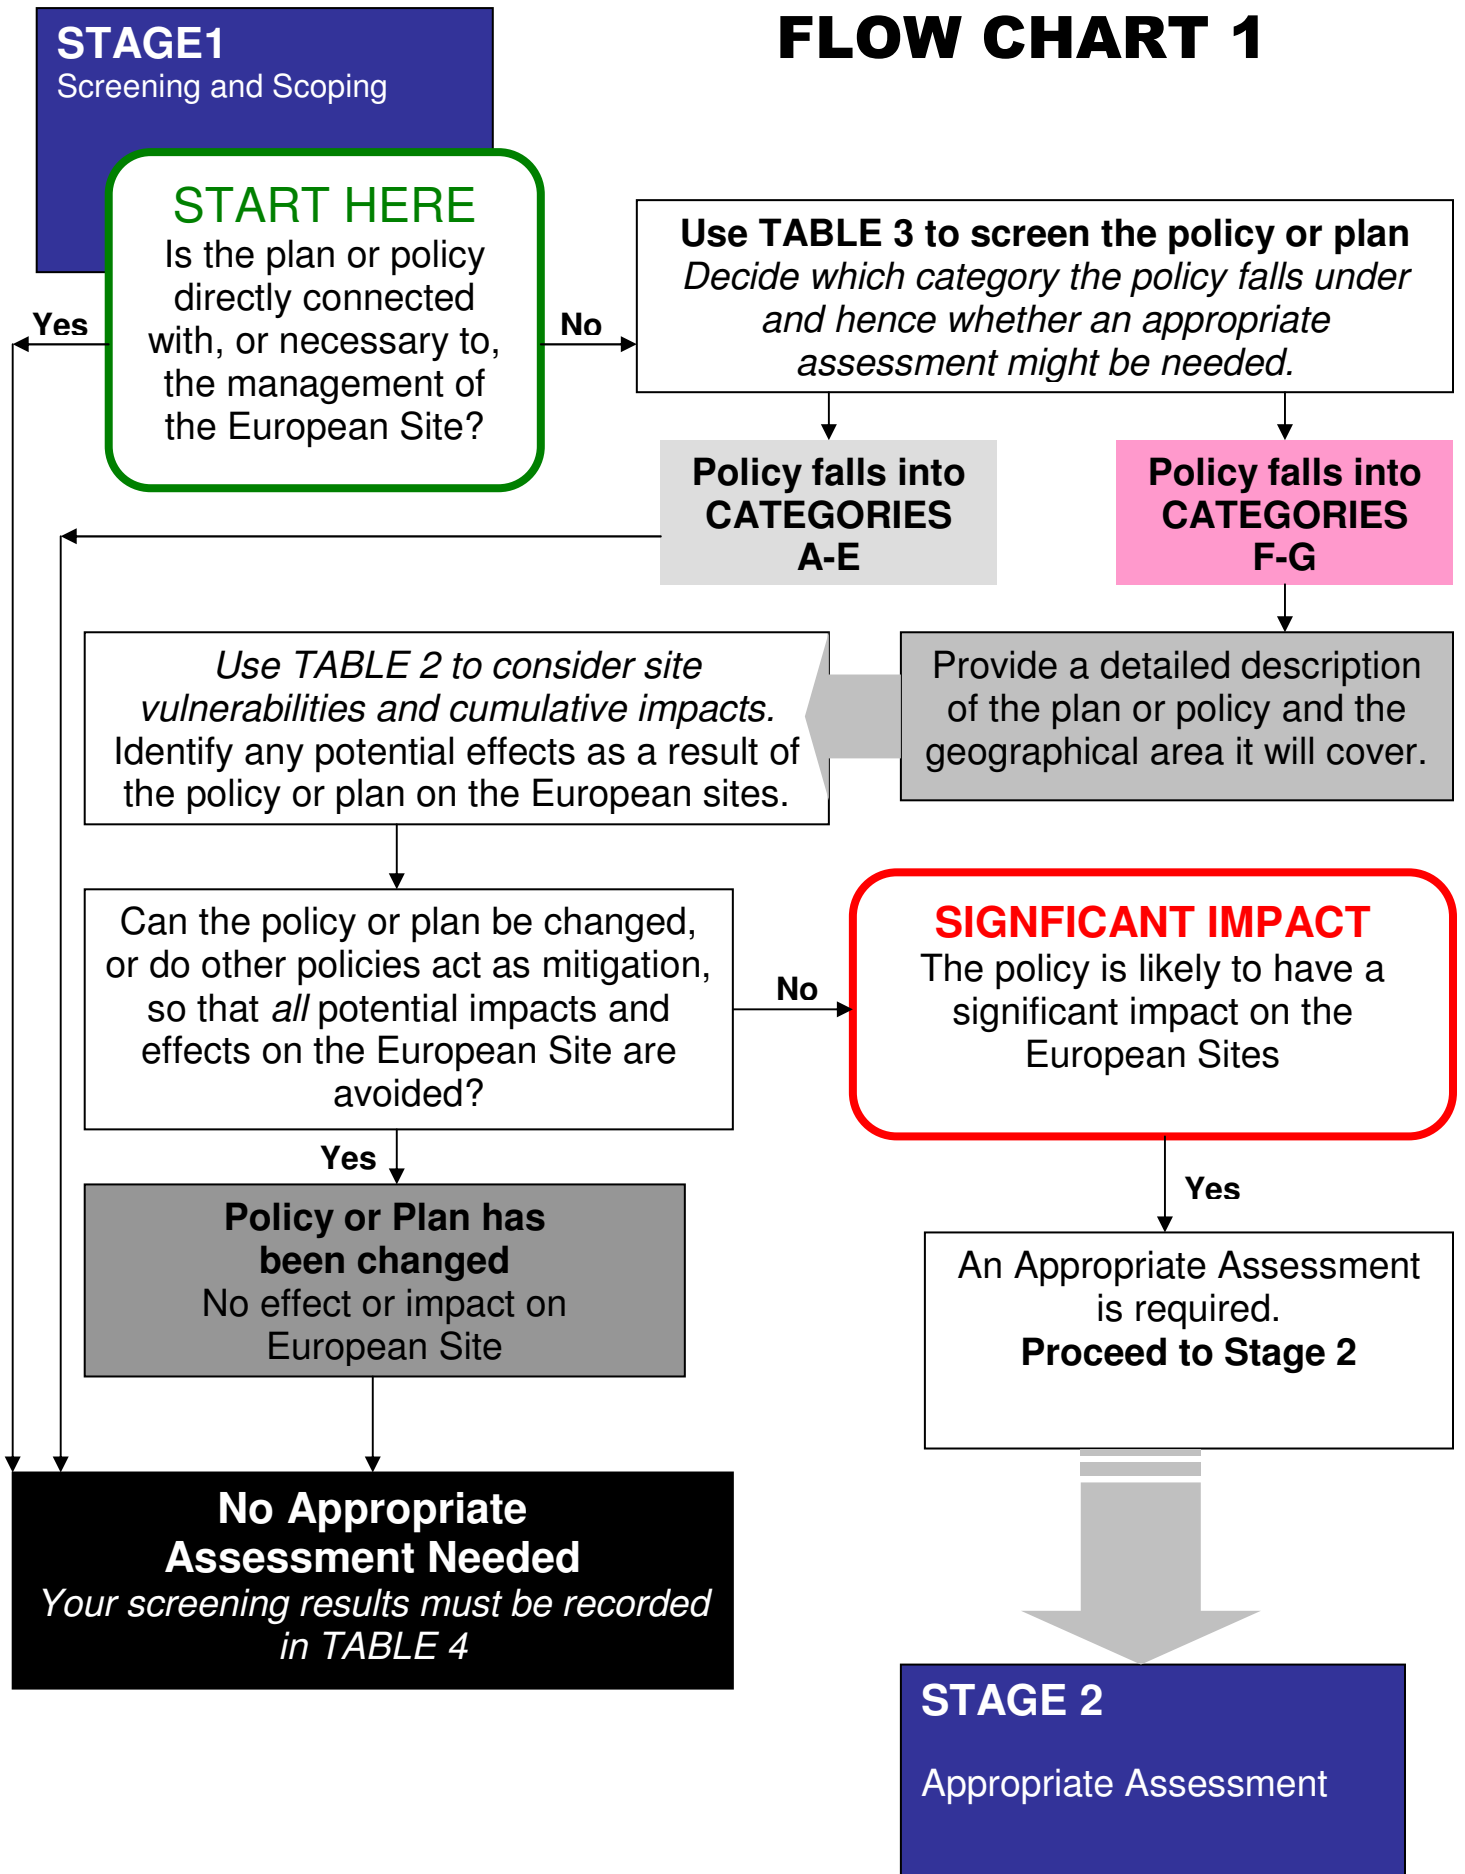 FLOW CHART 1
STAGE1
Screening and Scoping
START HERE
Is the plan or policy
directly connected
with, or necessary to,
the management of
the European Site?
Yes
No
Use TABLE 3 to screen the policy or plan
Decide which category the policy falls under
and hence whether an appropriate
assessment might be needed.
Policy falls into
CATEGORIES
A-E
Policy falls into
CATEGORIES
F-G
Provide a detailed description
of the plan or policy and the
geographical area it will cover.
Use TABLE 2 to consider site
vulnerabilities and cumulative impacts.
Identify any potential effects as a result of
the policy or plan on the European sites.
Can the policy or plan be changed,
or do other policies act as mitigation,
so that all potential impacts and
effects on the European Site are
avoided?
No
SIGNFICANT IMPACT
The policy is likely to have a
significant impact on the
European Sites
Yes
Policy or Plan has
been changed
No effect or impact on
European Site
Yes
An Appropriate Assessment
is required.
Proceed to Stage 2
No Appropriate
Assessment Needed
Your screening results must be recorded
in TABLE 4
STAGE 2
Appropriate Assessment